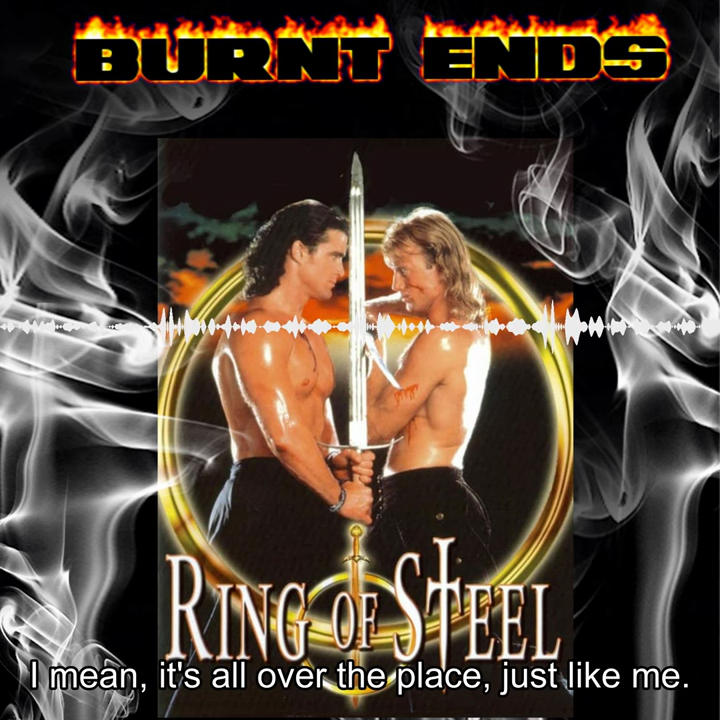 BURNT ENDS
RING OF STEEL
I mean, it's all over the place, just like me.